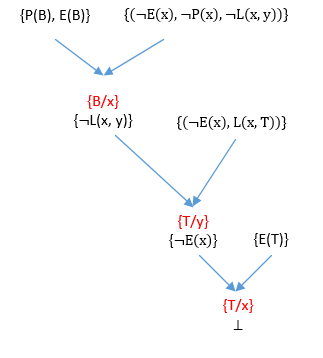 {P(B), E(B)} {(¬E(x), ¬P(x), ¬L(x, y))}
{B/x}
{¬L(x, y)} {(¬E(x), L(x, T))}
{T/y}
{¬E(x)} {E(T)}
{T/x}
⊥